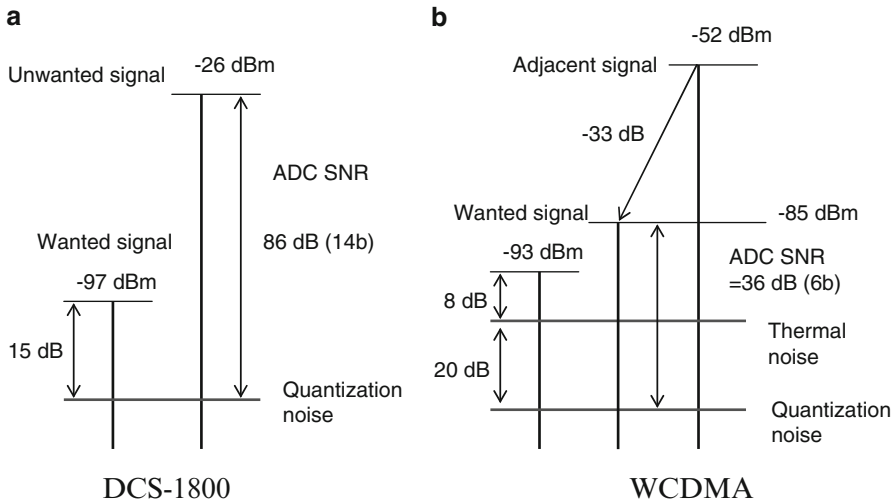 a
-26 dBm
Unwanted signal
ADC SNR
86 dB (14b)
Wanted signal
-97 dBm
15 dB
Quantization
noise
DCS-1800
b
-52 dBm
Adjacent signal
-33 dB
Wanted signal
-85 dBm
-93 dBm
ADC SNR
=36 dB (6b)
8 dB
Thermal
noise
20 dB
Quantization
noise
WCDMA